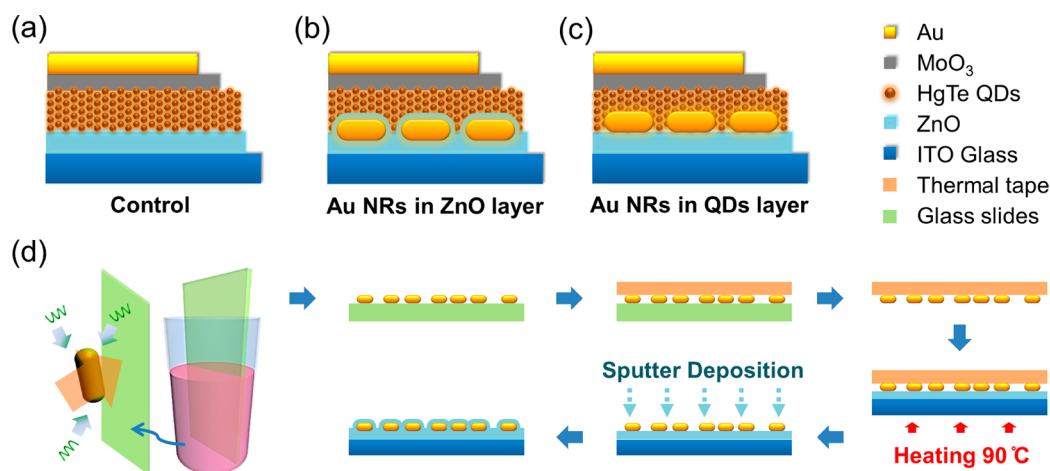 (a)
(b)
(c)
Au
MoO₃
HgTe QDs
ZnO
ITO Glass
Thermal tape
Glass slides
Control
Au NRs in ZnO layer
Au NRs in QDs layer
(d)
Sputter Deposition
Heating 90 ℃